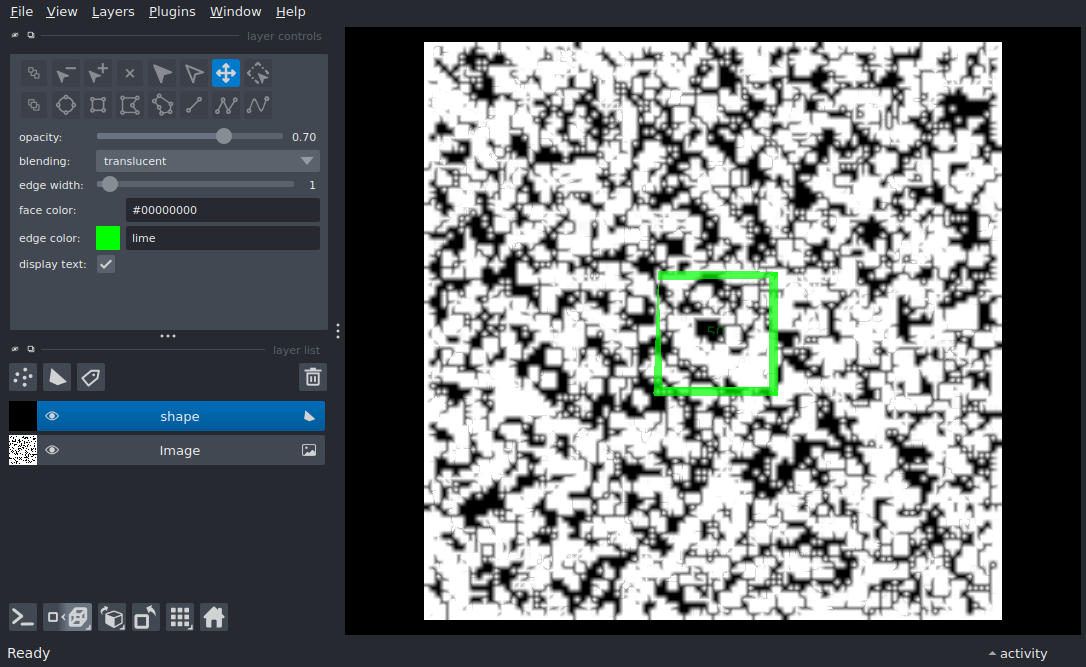 File View Layers Plugins Window Help
layer controls
opacity: 0.70
blending: translucent
edge width: 1
face color: #00000000
edge color: lime
display text:
layer list
shape
Image
Ready
activity